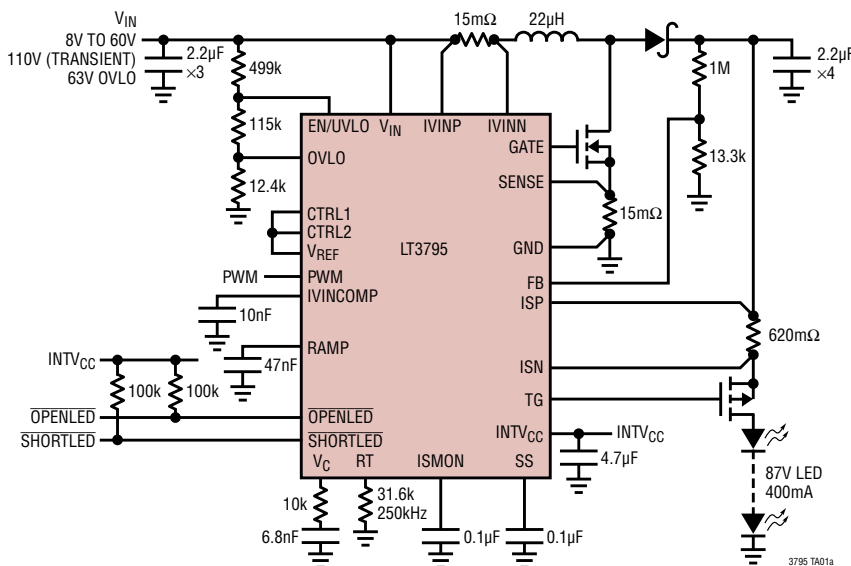 VIN
8V TO 60V
110V (TRANSIENT)
63V OVLO
2.2µF
×3
499k
115k
12.4k
15mΩ
22µH
1M
13.3k
2.2µF
×4
EN/UVLO
VIN
IVINP
IVINN
OVLO
GATE
SENSE
15mΩ
CTRL1
CTRL2
VREF
LT3795
GND
PWM
PWM
FB
IVINCOMP
ISP
10nF
620mΩ
INTVCC
RAMP
47nF
ISN
100k
100k
TG
OPENLED
OPENLED
SHORTLED
SHORTLED
INTVCC
INTVCC
VC
RT
ISMON
SS
4.7µF
87V LED
400mA
10k
31.6k
250kHz
6.8nF
0.1µF
0.1µF
3795 TA01a